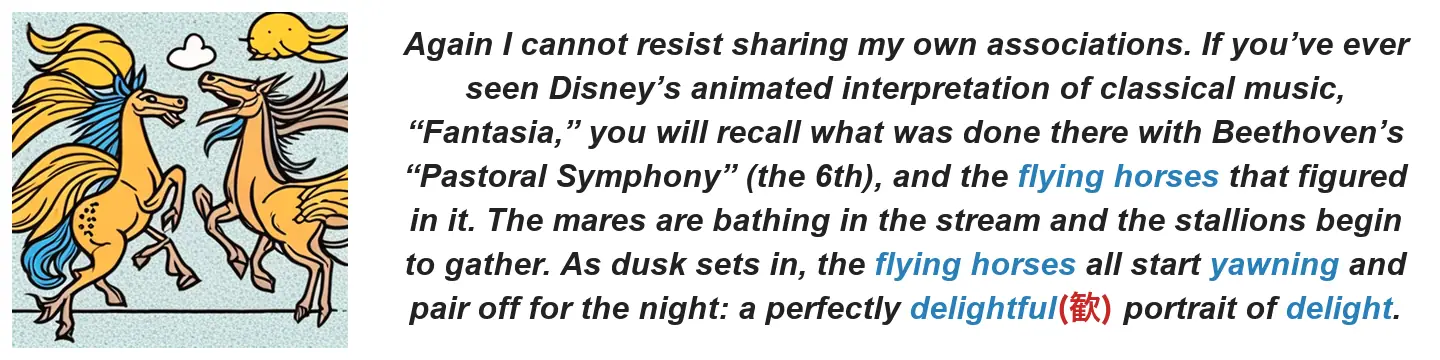 Again I cannot resist sharing my own associations. If you’ve ever
seen Disney’s animated interpretation of classical music,
“Fantasia,” you will recall what was done there with Beethoven’s
“Pastoral Symphony” (the 6th), and the flying horses that figured
in it. The mares are bathing in the stream and the stallions begin
to gather. As dusk sets in, the flying horses all start yawning and
pair off for the night: a perfectly delightful(歓) portrait of delight.